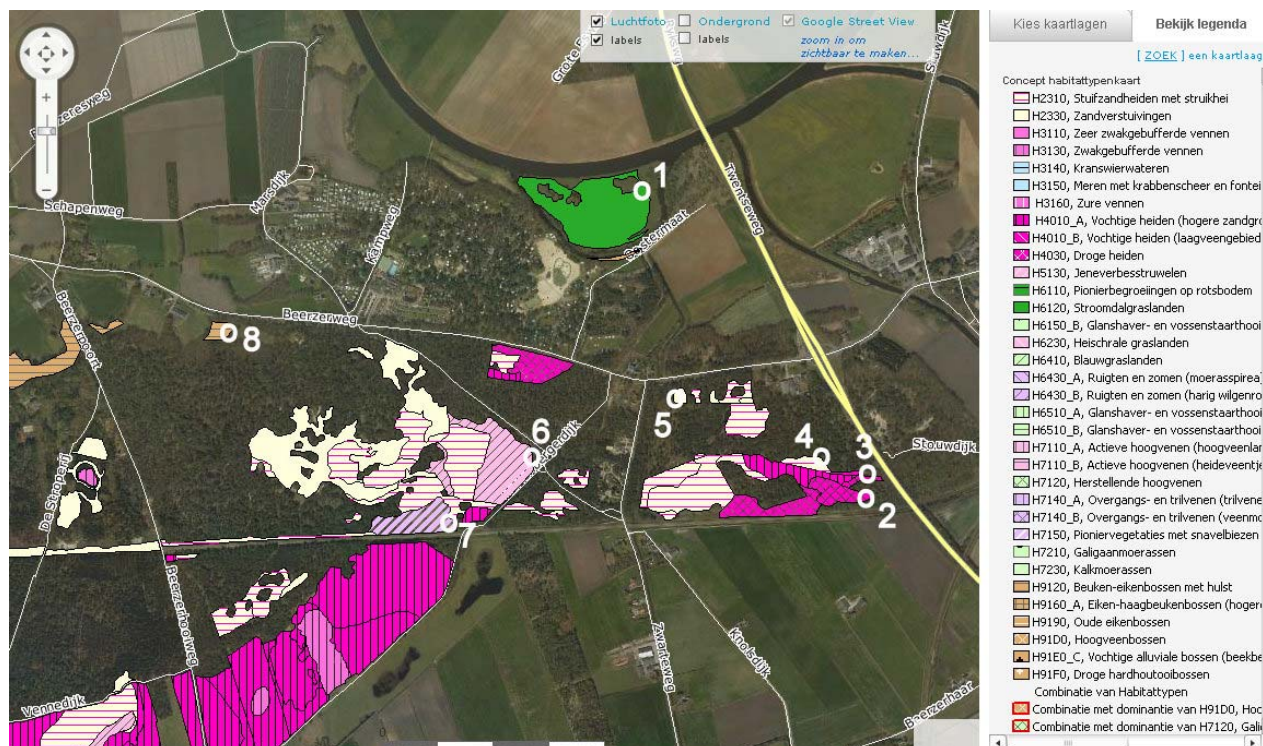 Luchtfoto Ondergrond Google Street View
labels labels zoom in om
zichtbaar te maken...
Kies kaartlagen Bekijk legenda
[ ZOEK ] een kaartlaag
Concept habitattypenkaart
H2310, Stuifzandheiden met struikhei
H2330, Zandverstuivingen
H3110, Zeer zwakgebufferde vennen
H3130, Zwakgebufferde vennen
H3140, Kranswierwateren
H3150, Meren met krabbenscheer en fontei
H3160, Zure vennen
H4010_A, Vochtige heiden (hogere zandgro
H4010_B, Vochtige heiden (laagveengebied
H4030, Droge heiden
H5130, Jeneverbesstruwelen
H6110, Pionierbegroeiingen op rotsbodem
H6120, Stroomdalgraslanden
H6150_B, Glanshaver- en vossenstaarthooi
H6230, Heischrale graslanden
H6410, Blauwgraslanden
H6430_A, Ruigten en zomen (moerasspirea)
H6430_B, Ruigten en zomen (harig wilgenro
H6510_A, Glanshaver- en vossenstaarthooi
H6510_B, Glanshaver- en vossenstaarthooi
H7110_A, Actieve hoogvenen (hoogveenlan
H7110_B, Actieve hoogvenen (heideveentje
H7120, Herstellende hoogvenen
H7140_A, Overgangs- en trilvenen (trilvene
H7140_B, Overgangs- en trilvenen (veenmo
H7150, Pioniervegetaties met snavelbiezen
H7210, Galigaanmoerassen
H7230, Kalkmoerassen
H9120, Beuken-eikenbossen met hulst
H9160_A, Eiken-haagbeukenbossen (hoger
H9190, Oude eikenbossen
H91D0, Hoogveenbossen
H91E0_C, Vochtige alluviale bossen (beekbe
H91F0, Droge hardhoutooibossen
Combinatie van Habitattypen
Combinatie met dominantie van H91D0, Hoo
Combinatie met dominantie van H7120, Gali
Grote
Stuwdijk
Marsdijk
Schapenweg
Kampweg
1
Oostermaat
Twentseweg
Beerzerweg
8
Beerzerpoort
5
6
4
3
Stouwdijk
De Stroperij
2
7
Beerzerhooiweg
Zwarteweg
Knolsdijk
Vennedijk
Beerzerhaar